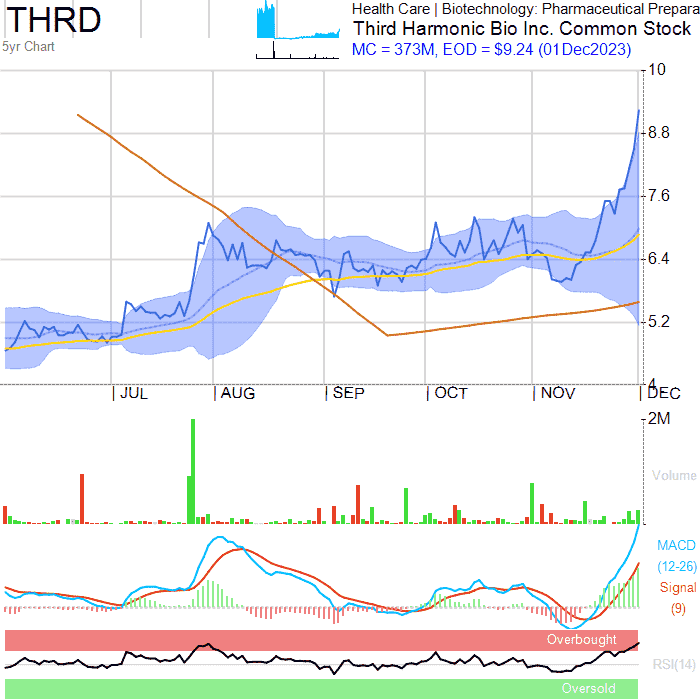 THRD
5yr Chart
Health Care | Biotechnology: Pharmaceutical Prepara
Third Harmonic Bio Inc. Common Stock
MC = 373M, EOD = $9.24 (01Dec2023)
10
8.8
7.6
6.4
5.2
4
| JUL | AUG | SEP | OCT | NOV | DEC
2M
Volume
MACD
(12-26)
Signal
(9)
Overbought
RSI(14)
Oversold